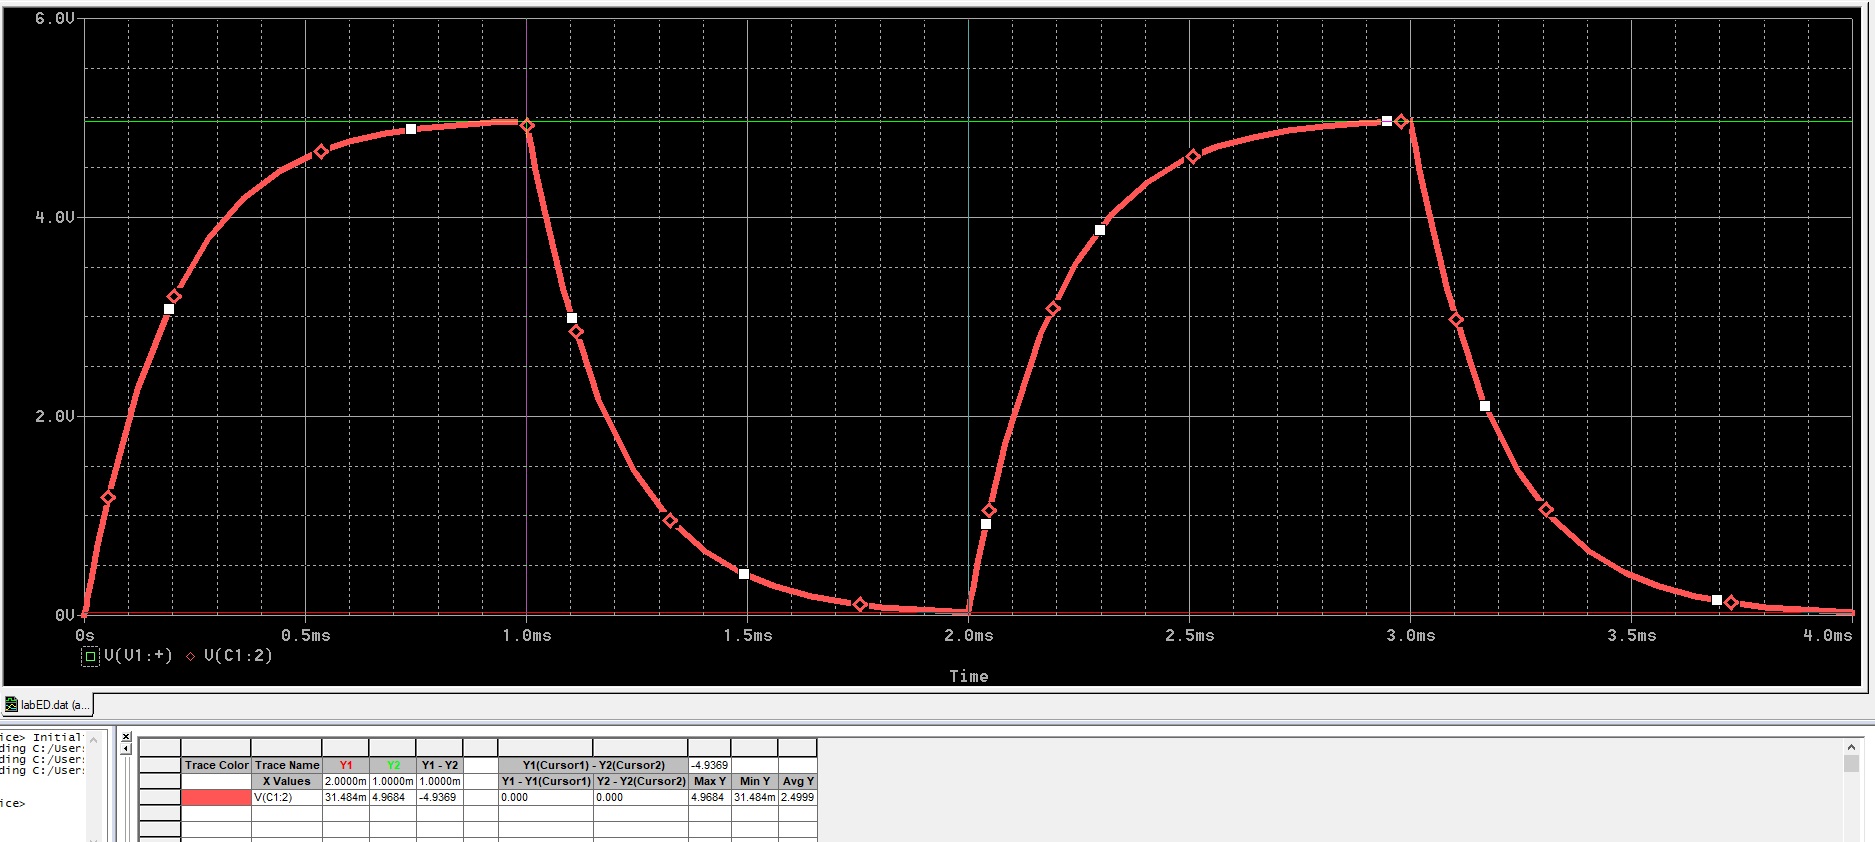 6.0V
4.0V
2.0V
0V
0s 0.5ms 1.0ms 1.5ms 2.0ms 2.5ms 3.0ms 3.5ms 4.0ms
V(V1:+) V(C1:2)
Time
labED.dat (a...
ice> Initial
ding C:/User
ding C:/User
ding C:/User
ice>
Y1(Cursor1) - Y2(Cursor2) -4.9369
Trace Color Trace Name Y1 Y2 Y1 - Y2
X Values 2.0000m 1.0000m 1.0000m Y1 - Y1(Cursor1) Y2 - Y2(Cursor2) Max Y Min Y Avg Y
V(C1:2) 31.484m 4.9684 -4.9369 0.000 0.000 4.9684 31.484m 2.4999